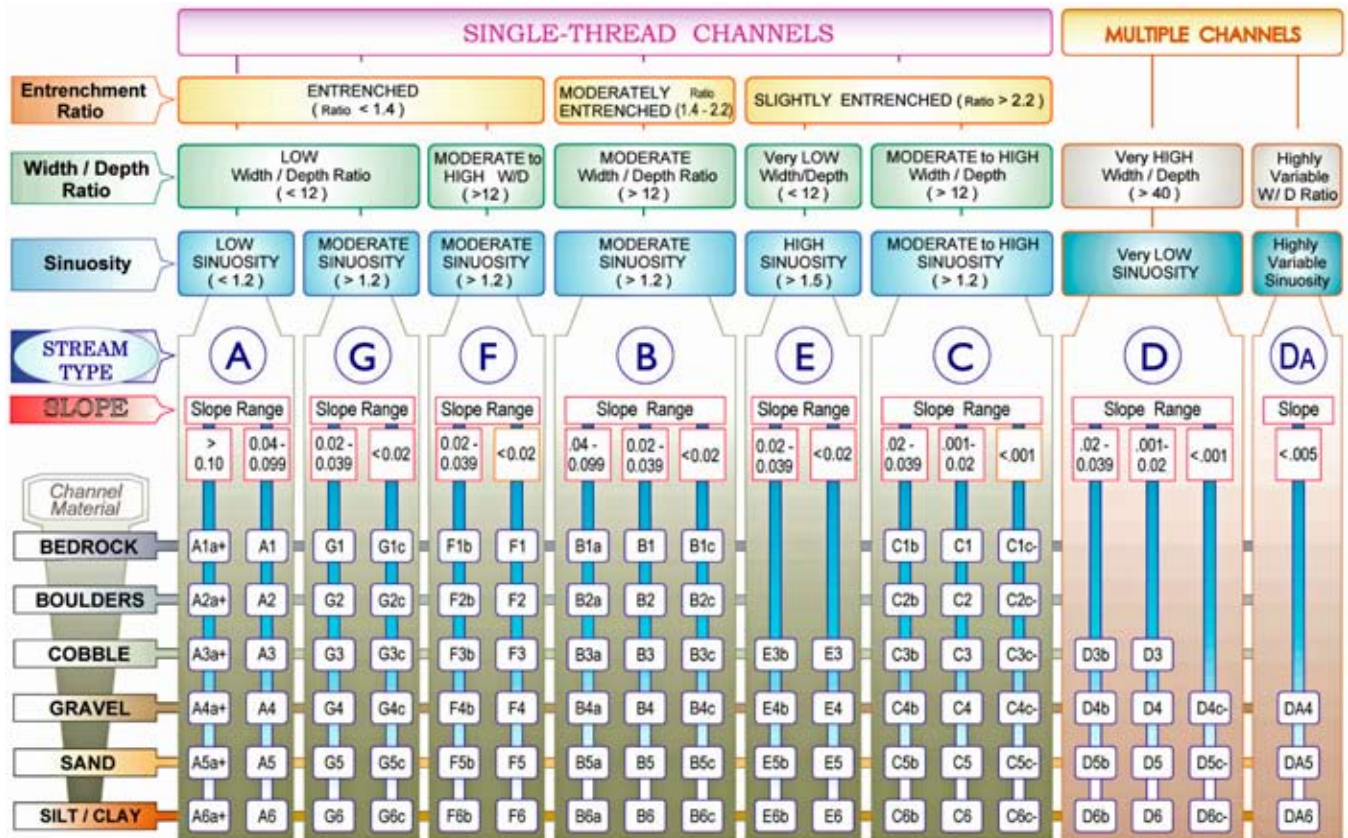 SINGLE-THREAD CHANNELS
MULTIPLE CHANNELS
Entrenchment
Ratio
ENTRENCHED
( Ratio < 1.4 )
MODERATELY Ratio
ENTRENCHED (1.4 - 2.2)
SLIGHTLY ENTRENCHED ( Ratio > 2.2 )
Width / Depth
Ratio
LOW
Width / Depth Ratio
( < 12 )
MODERATE to
HIGH W/D
( >12 )
MODERATE
Width / Depth Ratio
( > 12 )
Very LOW
Width/Depth
( < 12 )
MODERATE to HIGH
Width / Depth
( > 12 )
Very HIGH
Width / Depth
( > 40 )
Highly
Variable
W/ D Ratio
Sinuosity
LOW
SINUOSITY
( < 1.2 )
MODERATE
SINUOSITY
( > 1.2 )
MODERATE
SINUOSITY
( > 1.2 )
MODERATE
SINUOSITY
( > 1.2 )
HIGH
SINUOSITY
( > 1.5 )
MODERATE to HIGH
SINUOSITY
( > 1.2 )
Very LOW
SINUOSITY
Highly
Variable
Sinuosity
STREAM
TYPE
A G F B E C D DA
SLOPE
Slope Range Slope Range Slope Range Slope Range Slope Range Slope Range Slope Range Slope
> 0.10
0.04 - 0.099
0.02 - 0.039
<0.02
0.02 - 0.039
<0.02
.04 - 0.099
0.02 - 0.039
<0.02
0.02 - 0.039
<0.02
.02 - 0.039
.001- 0.02
<.001
.02 - 0.039
.001- 0.02
<.001
<.005
Channel
Material
BEDROCK A1a+ A1 G1 G1c F1b F1 B1a B1 B1c C1b C1 C1c-
BOULDERS A2a+ A2 G2 G2c F2b F2 B2a B2 B2c C2b C2 C2c-
COBBLE A3a+ A3 G3 G3c F3b F3 B3a B3 B3c E3b E3 C3b C3 C3c- D3b D3
GRAVEL A4a+ A4 G4 G4c F4b F4 B4a B4 B4c E4b E4 C4b C4 C4c- D4b D4 D4c- DA4
SAND A5a+ A5 G5 G5c F5b F5 B5a B5 B5c E5b E5 C5b C5 C5c- D5b D5 D5c- DA5
SILT / CLAY A6a+ A6 G6 G6c F6b F6 B6a B6 B6c E6b E6 C6b C6 C6c- D6b D6 D6c- DA6